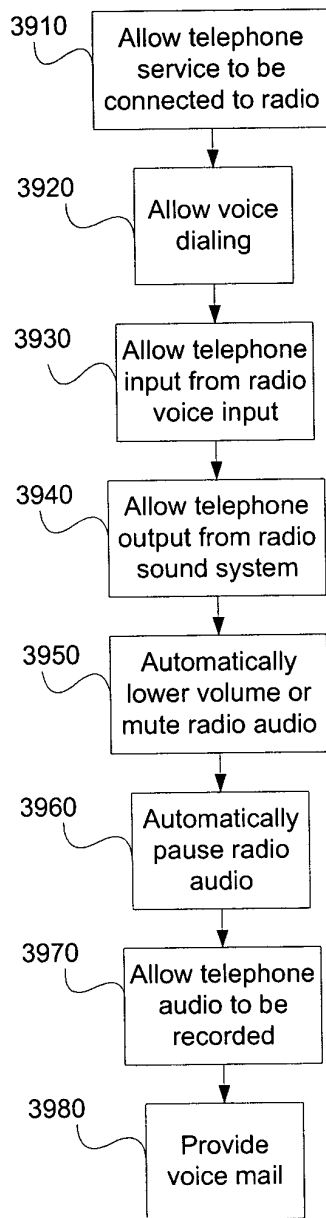 3910
Allow telephone
service to be
connected to radio
3920
Allow voice
dialing
3930
Allow telephone
input from radio
voice input
3940
Allow telephone
output from radio
sound system
3950
Automatically
lower volume or
mute radio audio
3960
Automatically
pause radio
audio
3970
Allow telephone
audio to be
recorded
3980
Provide
voice mail